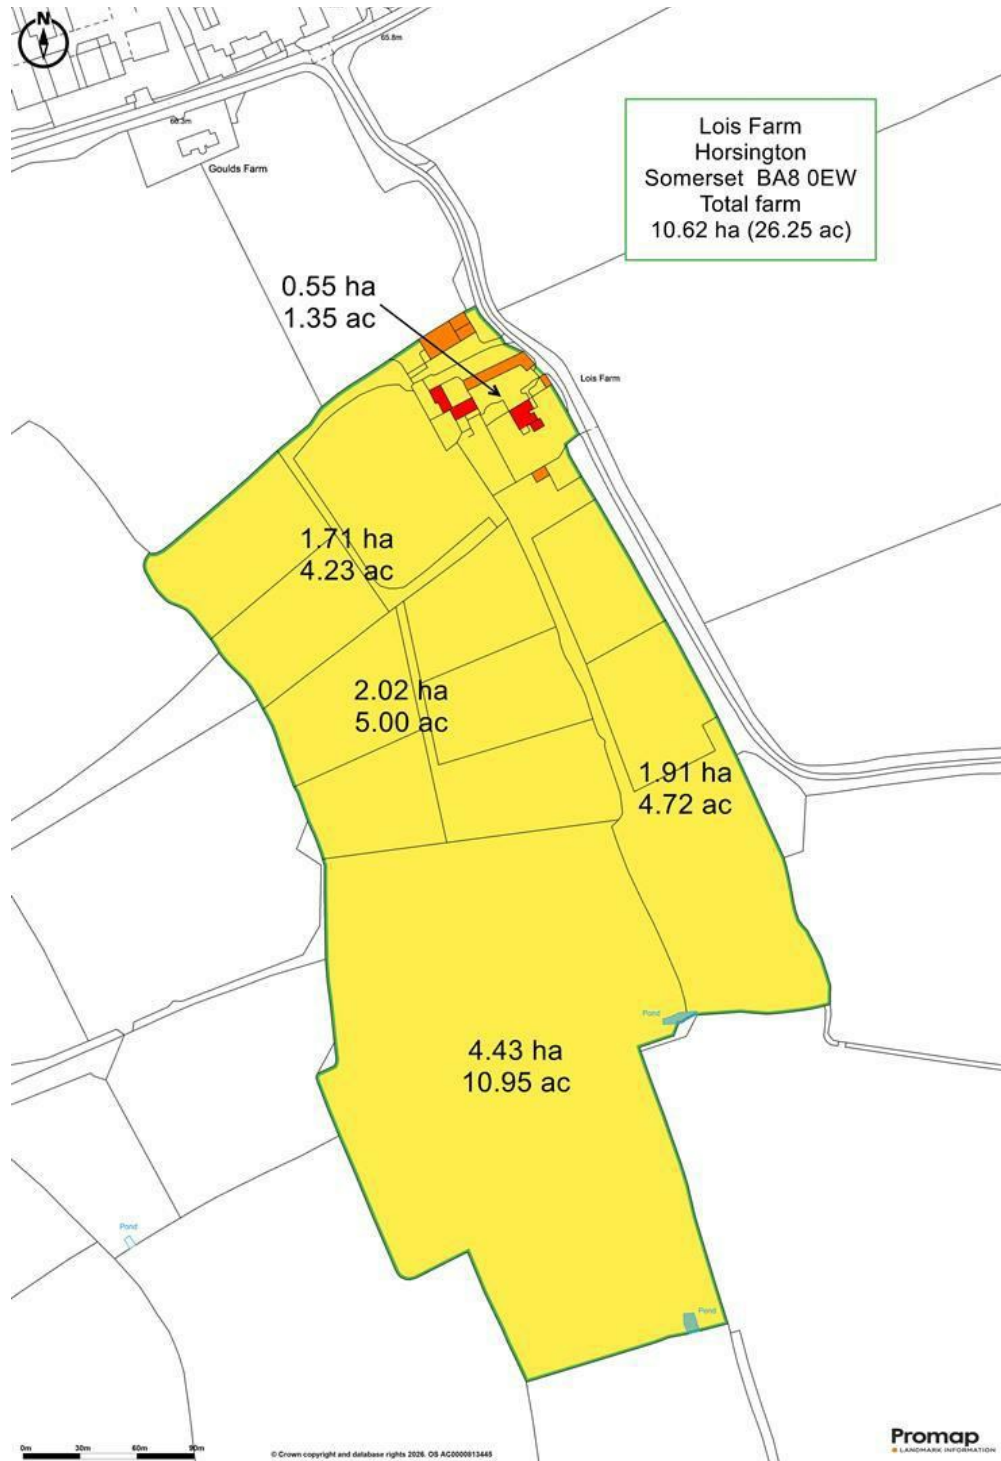 N
65.8m
Lois Farm
Horsington
Somerset BA8 0EW
Total farm
10.62 ha (26.25 ac)
Goulds Farm
0.55 ha
1.35 ac
Lois Farm
1.71 ha
4.23 ac
2.02 ha
5.00 ac
1.91 ha
4.72 ac
Pond
4.43 ha
10.95 ac
Pond
Pond
0m 30m 60m 90m
© Crown copyright and database rights 2026. OS AC0000813445
Promap
LANDMARK INFORMATION